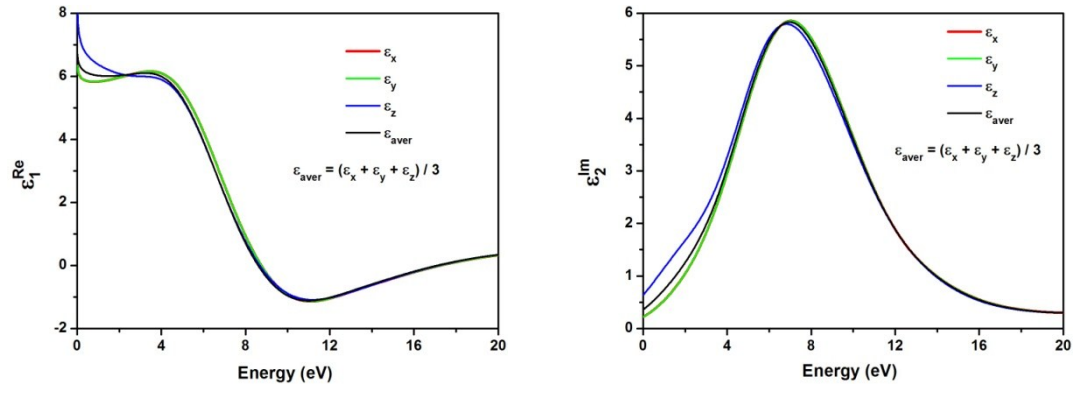 8
6
4
2
0
-2
0 4 8 12 16 20
ε₁ᴿᵉ
Energy (eV)
εx
εy
εz
εaver
εaver = (εx + εy + εz) / 3
6
5
4
3
2
1
0
0 4 8 12 16 20
ε₂ᴵᵐ
Energy (eV)
εx
εy
εz
εaver
εaver = (εx + εy + εz) / 3